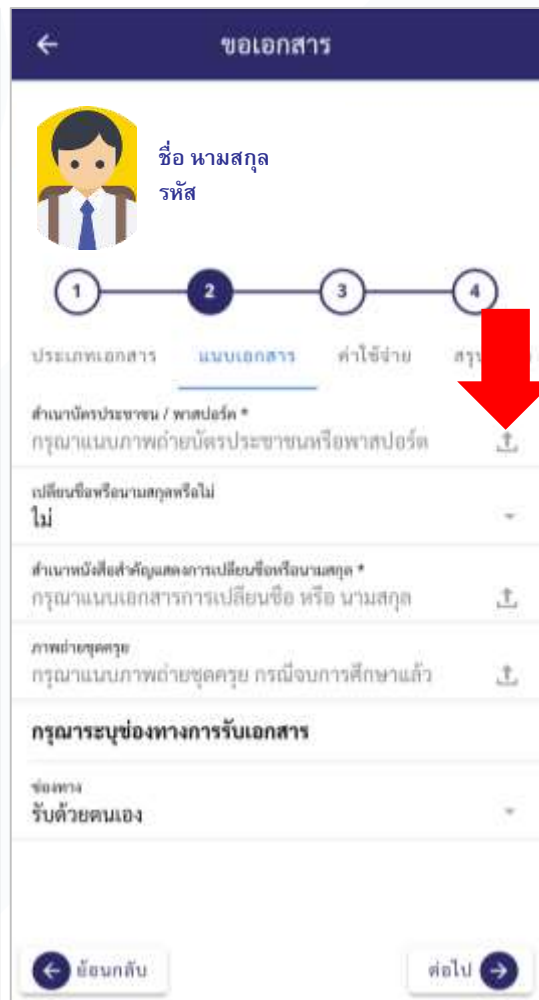 ขอเอกสาร
ชื่อ นามสกุล
รหัส
1 2 3 4
ประเภทเอกสาร แนบเอกสาร ค่าใช้จ่าย
สำเนาบัตรประชาชน / พาสปอร์ต *
กรุณาแนบภาพถ่ายบัตรประชาชนหรือพาสปอร์ต
เปลี่ยนชื่อหรือนามสกุลหรือไม่
ไม่
สำเนาหนังสือสำคัญแสดงการเปลี่ยนชื่อหรือนามสกุล *
กรุณาแนบเอกสารการเปลี่ยนชื่อ หรือ นามสกุล
ภาพถ่ายชุดครุย
กรุณาแนบภาพถ่ายชุดครุย กรณีจบการศึกษาแล้ว
กรุณาระบุช่องทางการรับเอกสาร
ช่องทาง
รับด้วยตนเอง
ย้อนกลับ ต่อไป